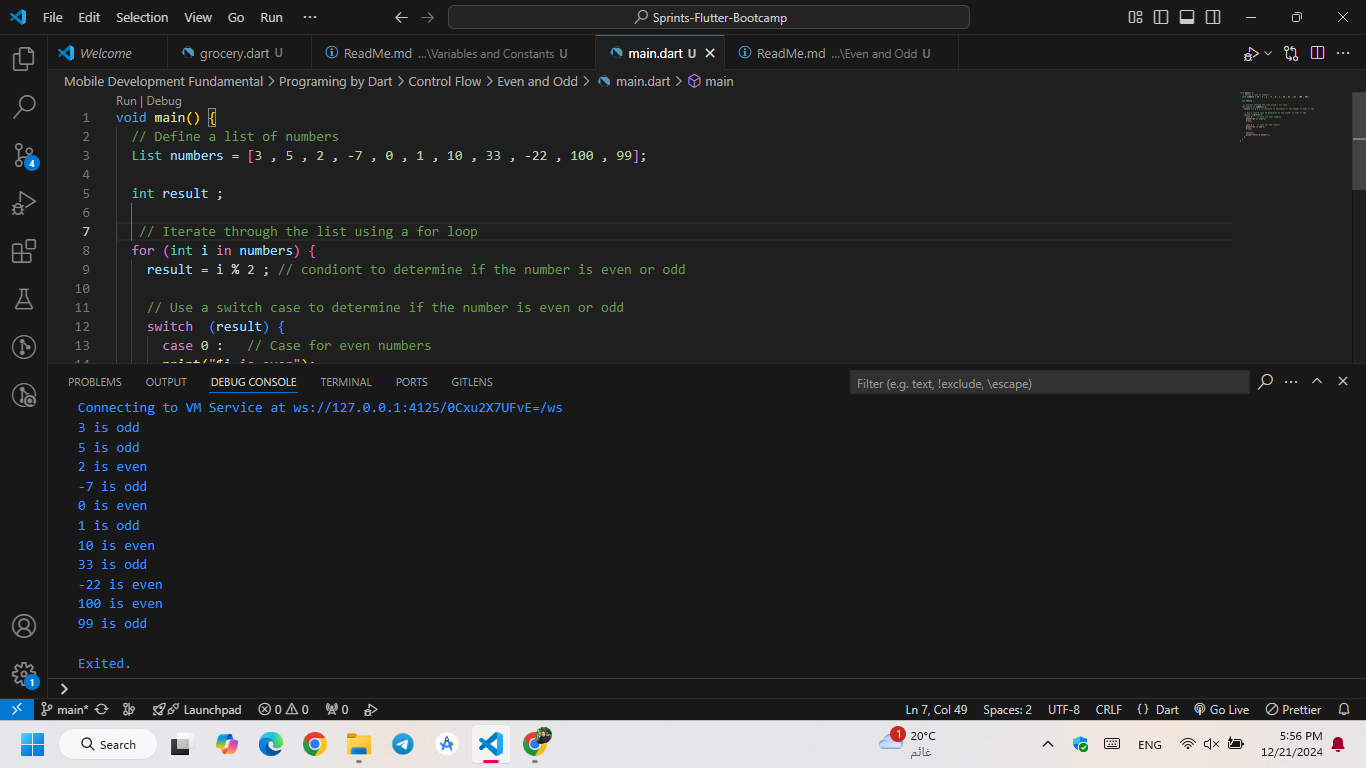 File Edit Selection View Go Run ··· Sprints-Flutter-Bootcamp
Welcome grocery.dart U ReadMe.md ...\Variables and Constants U main.dart U ReadMe.md ...\Even and Odd U
Mobile Development Fundamental > Programing by Dart > Control Flow > Even and Odd > main.dart > main
Run | Debug
1 void main() {
2 // Define a list of numbers
3 List numbers = [3 , 5 , 2 , -7 , 0 , 1 , 10 , 33 , -22 , 100 , 99];
4
5 int result ;
6
7 // Iterate through the list using a for loop
8 for (int i in numbers) {
9 result = i % 2 ; // condiont to determine if the number is even or odd
10
11 // Use a switch case to determine if the number is even or odd
12 switch (result) {
13 case 0 : // Case for even numbers
14 print("$i is even");
PROBLEMS OUTPUT DEBUG CONSOLE TERMINAL PORTS GITLENS Filter (e.g. text, !exclude, \escape)
Connecting to VM Service at ws://127.0.0.1:4125/0Cxu2X7UFvE=/ws
3 is odd
5 is odd
2 is even
-7 is odd
0 is even
1 is odd
10 is even
33 is odd
-22 is even
100 is even
99 is odd
Exited.
4
1
main* Launchpad 0 0 0 Ln 7, Col 49 Spaces: 2 UTF-8 CRLF {} Dart Go Live Prettier
Search 1 20°C ENG 5:56 PM
غائم 12/21/2024